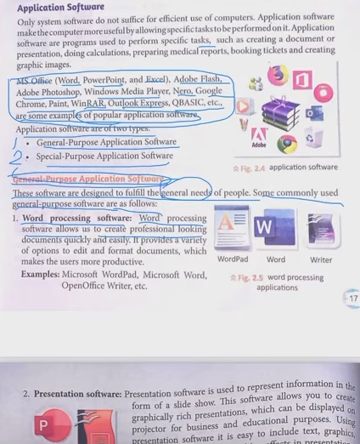 Application Software
Only system software do not suffice for efficient use of computers. Application software
make the computer more useful by allowing specific tasks to be performed on it. Application
software are programs used to perform specific tasks, such as creating a document or
presentation, doing calculations, preparing medical reports, booking tickets and creating
graphic images.
MS Office (Word, PowerPoint, and Excel), Adobe Flash,
Adobe Photoshop, Windows Media Player, Nero, Google
Chrome, Paint, WinRAR, Outlook Express, QBASIC, etc.,
are some examples of popular application software.
Application software are of two types:
1 • General-Purpose Application Software
2 • Special-Purpose Application Software
Adobe
Fig. 2.4 application software
General-Purpose Application Software
These software are designed to fulfill the general needs of people. Some commonly used
general-purpose software are as follows:
1. Word processing software: Word processing
software allows us to create professional looking
documents quickly and easily. It provides a variety
of options to edit and format documents, which
makes the users more productive.
Examples: Microsoft WordPad, Microsoft Word,
OpenOffice Writer, etc.
A
W
WordPad Word Writer
Fig. 2.5 word processing
applications
17
2. Presentation software: Presentation software is used to represent information in the
form of a slide show. This software allows you to create
graphically rich presentations, which can be displayed on
projector for business and educational purposes. Using
presentation software it is easy to include text, graphics,
P
in presentation